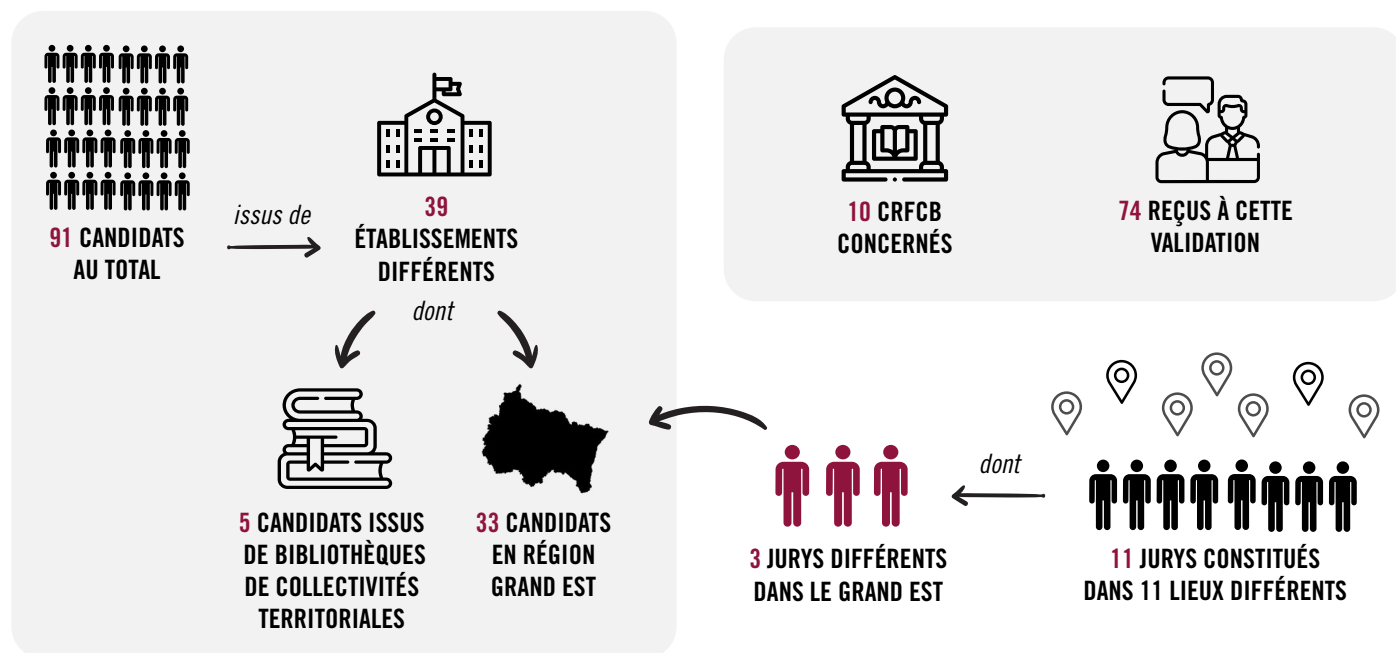 91 CANDIDATS
AU TOTAL
issus de
39
ÉTABLISSEMENTS
DIFFÉRENTS
dont
5 CANDIDATS ISSUS
DE BIBLIOTHÈQUES
DE COLLECTIVITÉS
TERRITORIALES
33 CANDIDATS
EN RÉGION
GRAND EST
10 CRFCB
CONCERNÉS
74 REÇUS À CETTE
VALIDATION
3 JURYS DIFFÉRENTS
DANS LE GRAND EST
dont
11 JURYS CONSTITUÉS
DANS 11 LIEUX DIFFÉRENTS